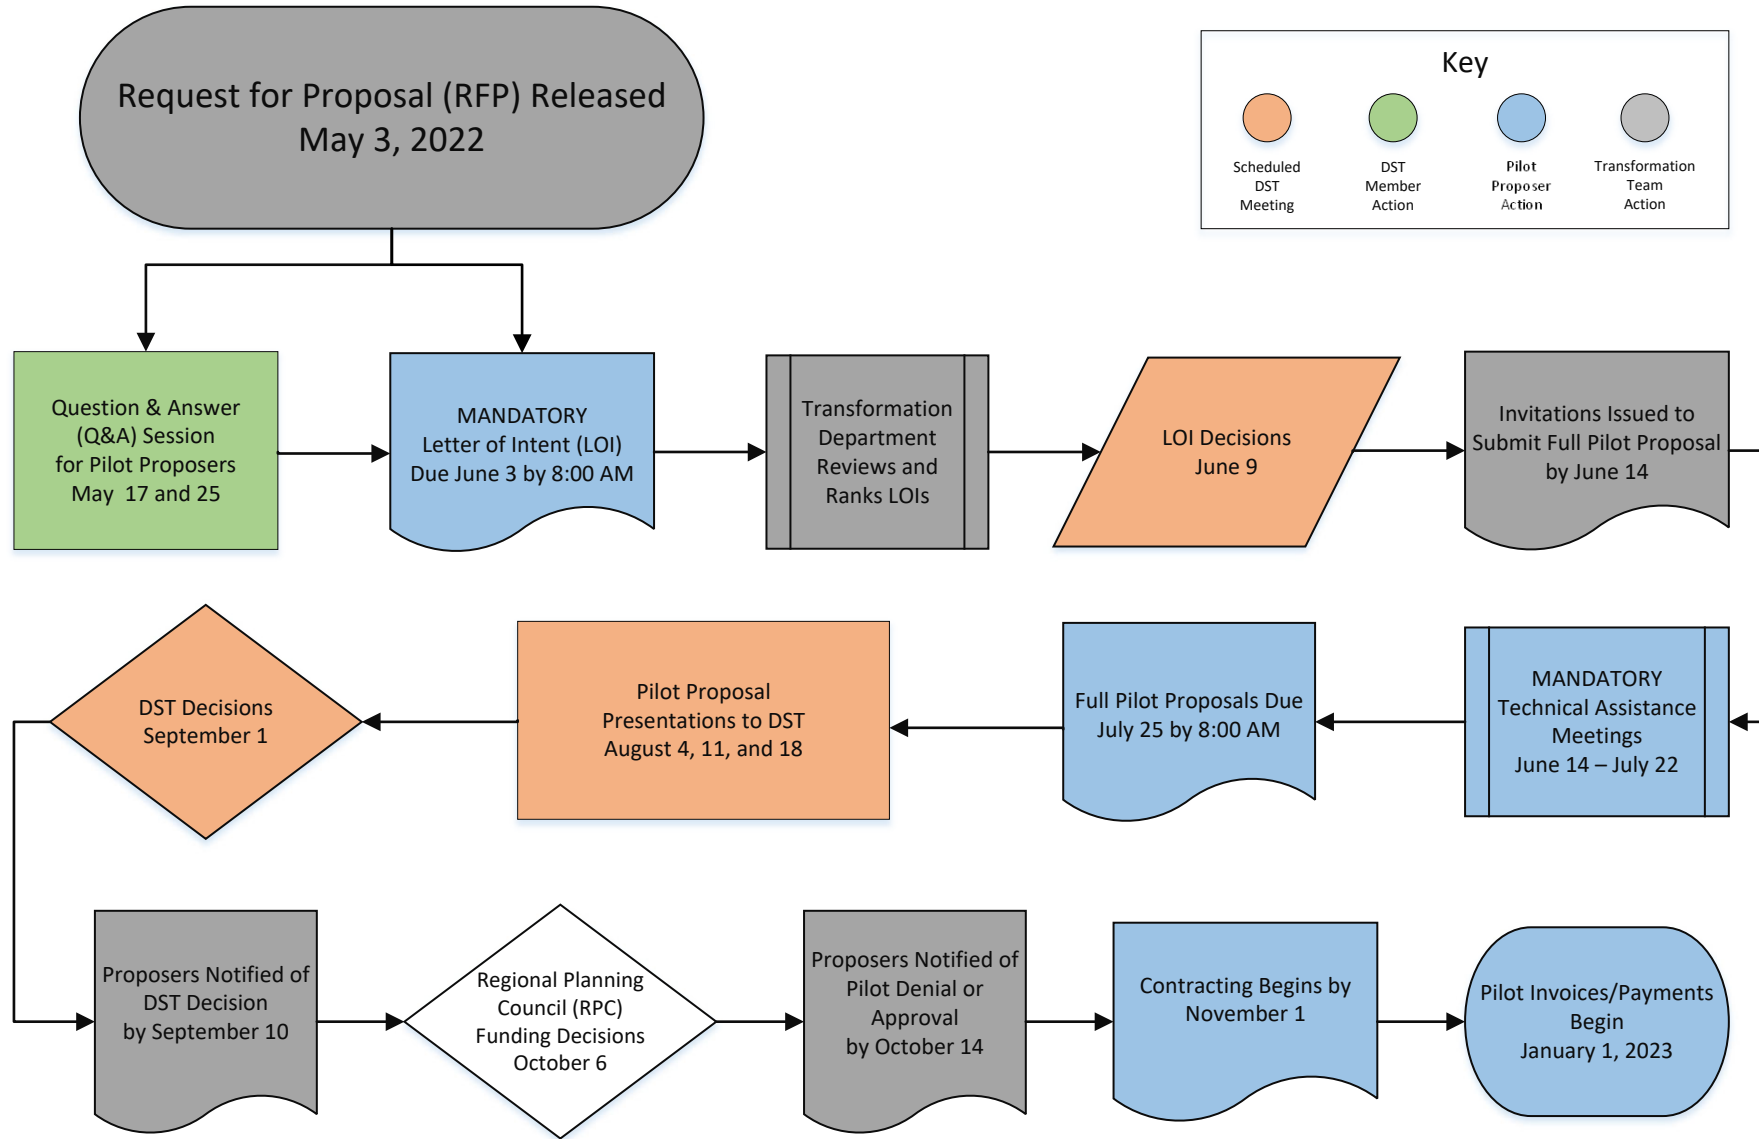 Request for Proposal (RFP) Released
May 3, 2022
Key
Scheduled
DST
Meeting
DST
Member
Action
Pilot
Proposer
Action
Transformation
Team
Action
Question & Answer
(Q&A) Session
for Pilot Proposers
May 17 and 25
MANDATORY
Letter of Intent (LOI)
Due June 3 by 8:00 AM
Transformation
Department
Reviews and
Ranks LOIs
LOI Decisions
June 9
Invitations Issued to
Submit Full Pilot Proposal
by June 14
MANDATORY
Technical Assistance
Meetings
June 14 – July 22
Full Pilot Proposals Due
July 25 by 8:00 AM
Pilot Proposal
Presentations to DST
August 4, 11, and 18
DST Decisions
September 1
Proposers Notified of
DST Decision
by September 10
Regional Planning
Council (RPC)
Funding Decisions
October 6
Proposers Notified of
Pilot Denial or
Approval
by October 14
Contracting Begins by
November 1
Pilot Invoices/Payments
Begin
January 1, 2023